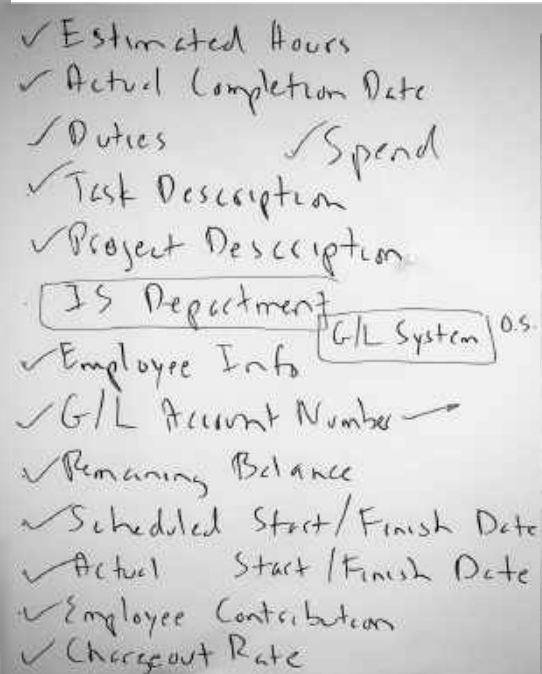 ✓ Estimated Hours
✓ Actual Completion Date
✓ Duties ✓ Spend
✓ Task Description
✓ Project Description
IS Department
G/L System O.S.
✓ Employee Info
✓ G/L Account Number
✓ Remaning Balance
✓ Scheduled Start/Finish Date
✓ Actual Start/Finish Date
✓ Employee Contribution
✓ Chargeout Rate